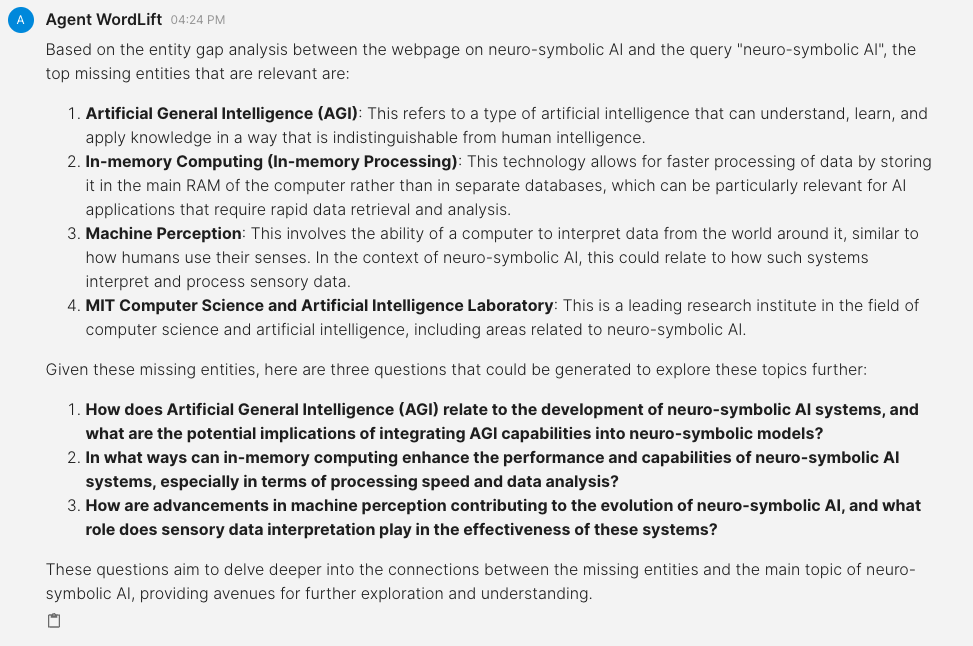 A
Agent WordLift 04:24 PM
Based on the entity gap analysis between the webpage on neuro-symbolic AI and the query "neuro-symbolic AI", the
top missing entities that are relevant are:
1. Artificial General Intelligence (AGI): This refers to a type of artificial intelligence that can understand, learn, and
apply knowledge in a way that is indistinguishable from human intelligence.
2. In-memory Computing (In-memory Processing): This technology allows for faster processing of data by storing
it in the main RAM of the computer rather than in separate databases, which can be particularly relevant for AI
applications that require rapid data retrieval and analysis.
3. Machine Perception: This involves the ability of a computer to interpret data from the world around it, similar to
how humans use their senses. In the context of neuro-symbolic AI, this could relate to how such systems
interpret and process sensory data.
4. MIT Computer Science and Artificial Intelligence Laboratory: This is a leading research institute in the field of
computer science and artificial intelligence, including areas related to neuro-symbolic AI.
Given these missing entities, here are three questions that could be generated to explore these topics further:
1. How does Artificial General Intelligence (AGI) relate to the development of neuro-symbolic AI systems, and
what are the potential implications of integrating AGI capabilities into neuro-symbolic models?
2. In what ways can in-memory computing enhance the performance and capabilities of neuro-symbolic AI
systems, especially in terms of processing speed and data analysis?
3. How are advancements in machine perception contributing to the evolution of neuro-symbolic AI, and what
role does sensory data interpretation play in the effectiveness of these systems?
These questions aim to delve deeper into the connections between the missing entities and the main topic of neuro-
symbolic AI, providing avenues for further exploration and understanding.